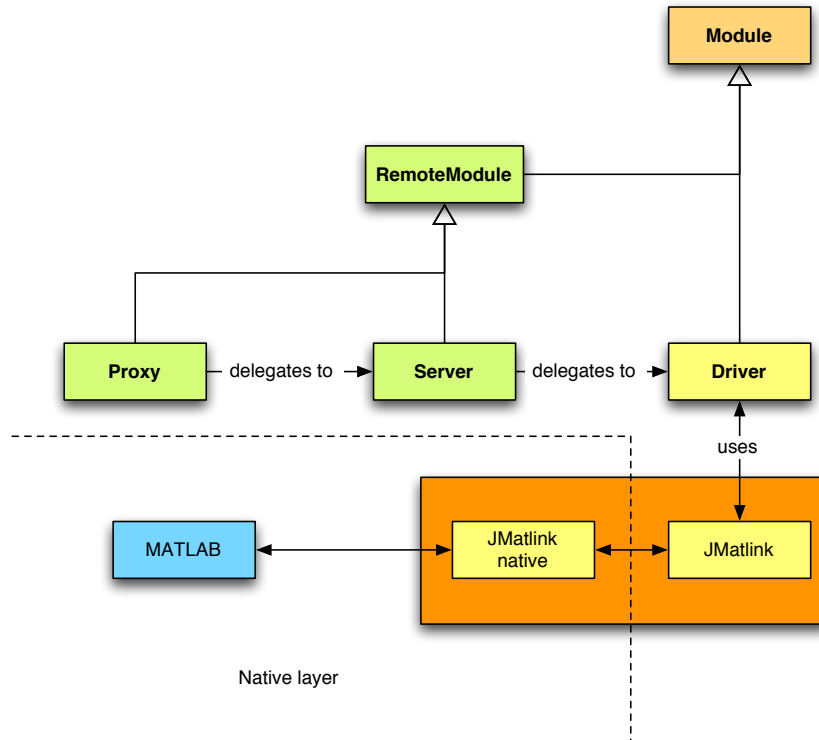 Module
RemoteModule
Proxy
delegates to
Server
delegates to
Driver
uses
MATLAB
JMatlink
native
JMatlink
Native layer